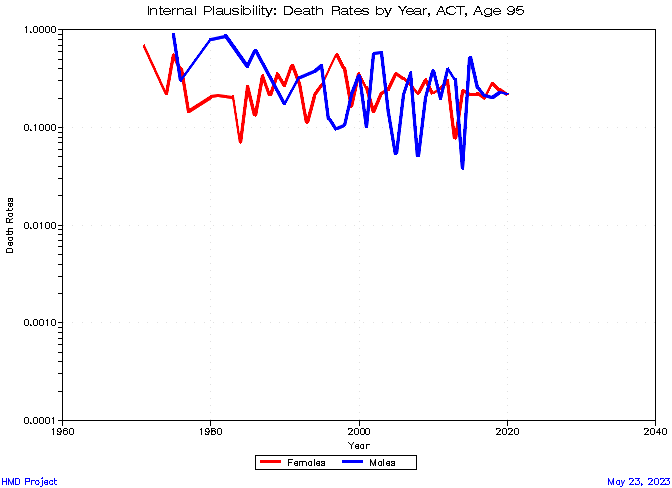 Internal Plausibility: Death Rates by Year, ACT, Age 95
1.0000
0.1000
0.0100
0.0010
0.0001
Death Rates
1960
1980
2000
2020
2040
Year
Females
Males
HMD Project
May 23, 2023